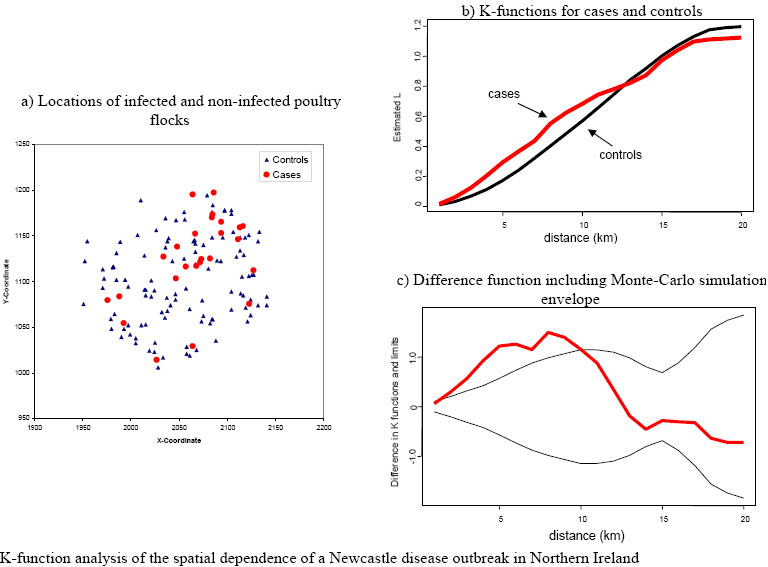 b) K-functions for cases and controls
a) Locations of infected and non-infected poultry
flocks
1250
1200
1150
1100
1050
1000
950
Y-Coordinate
1900 1950 2000 2050 2100 2150 2200
X-Coordinate
Controls
Cases
Estimated L
1.2
1.0
0.8
0.6
0.4
0.2
0
cases
controls
5 10 15 20
distance (km)
c) Difference function including Monte-Carlo simulation
envelope
Difference in K functions and limits
1.0
0
-1.0
5 10 15 20
distance (km)
K-function analysis of the spatial dependence of a Newcastle disease outbreak in Northern Ireland